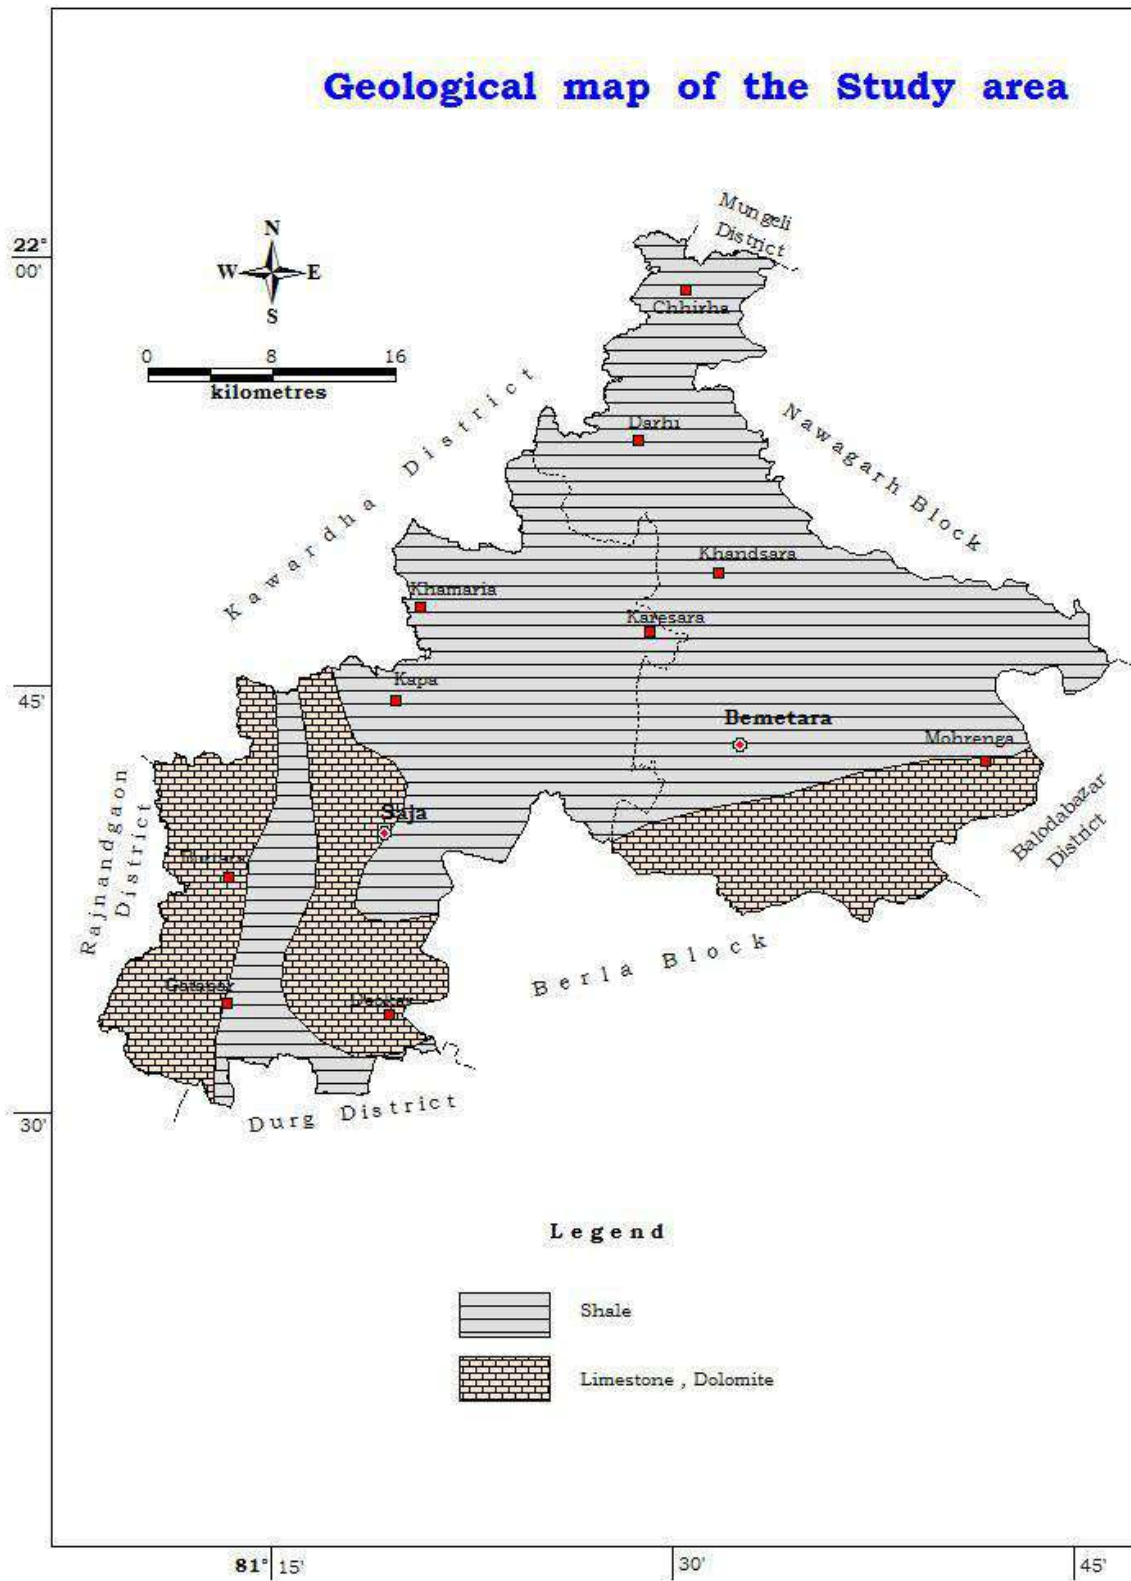 Geological map of the Study area
Mungeli
District
N
22°
00'
W E
S
Chhirha
0 8 16
kilometres
Kawardha District
Darhi
Nawagarh Block
Khandsara
Khamaria
Karesara
45'
Kapa
Bemetara
Mohrenga
Saja
Rajnandgaon
District
Balodabazar
District
Berla Block
Durg District
30'
Legend
Shale
Limestone , Dolomite
81° 15' 30' 45'